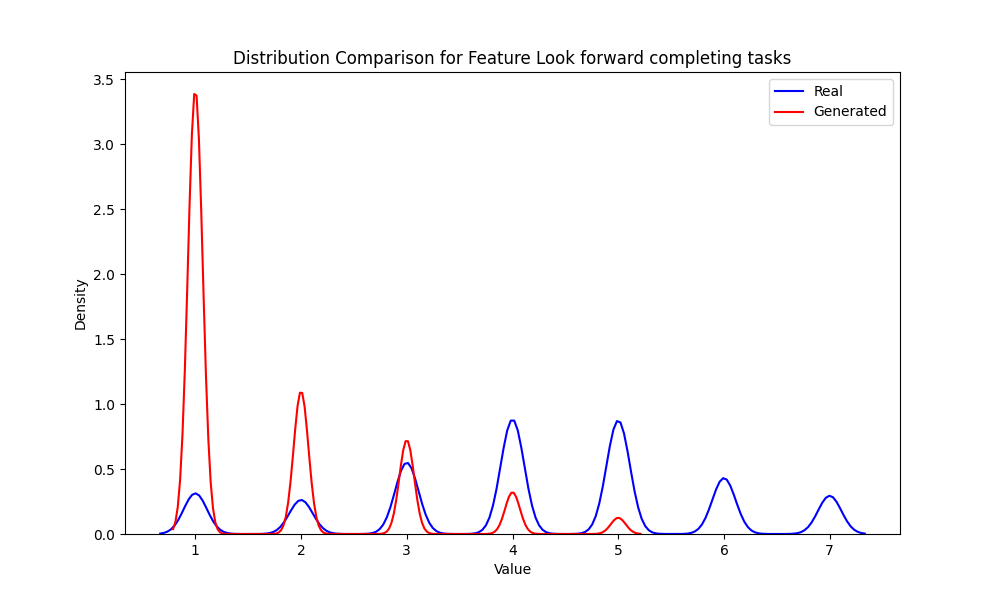 Distribution Comparison for Feature Look forward completing tasks
Real
Generated
Density
3.5
3.0
2.5
2.0
1.5
1.0
0.5
0.0
1 2 3 4 5 6 7
Value